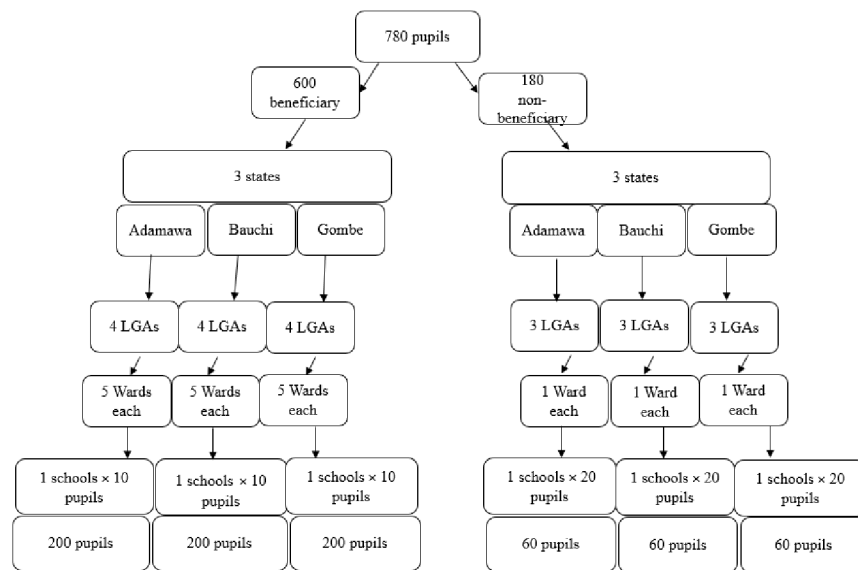 780 pupils
600
beneficiary
180
non-
beneficiary
3 states
3 states
Adamawa
Bauchi
Gombe
Adamawa
Bauchi
Gombe
4 LGAs
4 LGAs
4 LGAs
3 LGAs
3 LGAs
3 LGAs
5 Wards
each
5 Wards
each
5 Wards
each
1 Ward
each
1 Ward
each
1 Ward
each
1 schools × 10
pupils
1 schools × 10
pupils
1 schools × 10
pupils
1 schools × 20
pupils
1 schools × 20
pupils
1 schools × 20
pupils
200 pupils
200 pupils
200 pupils
60 pupils
60 pupils
60 pupils